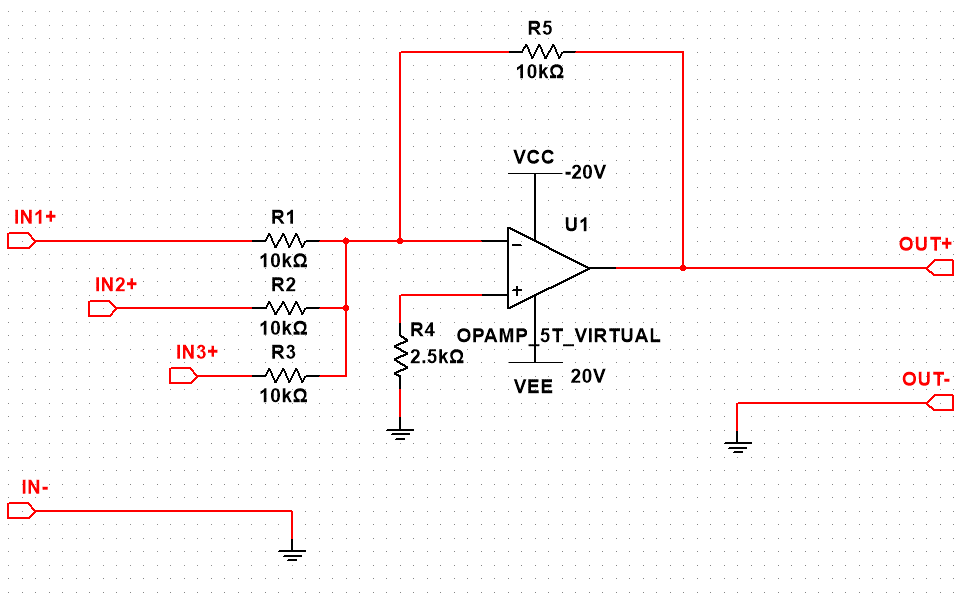 R5
10kΩ
VCC
-20V
IN1+
R1
U1
10kΩ
OUT+
IN2+
R2
10kΩ
IN3+
R3
R4
2.5kΩ
OPAMP_5T_VIRTUAL
10kΩ
VEE
20V
OUT-
IN-